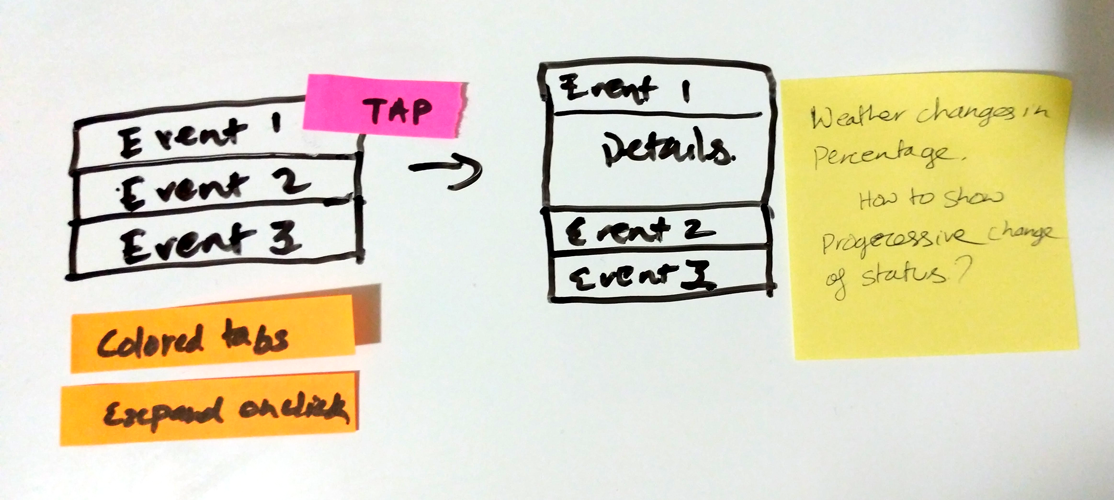 Event 1
TAP
Event 2
Event 3
Colored tabs
Expand onclick
Event 1
Details.
Event 2
Event 3
Weather changes in
Percentage.
How to show
Progecressive change
of status?